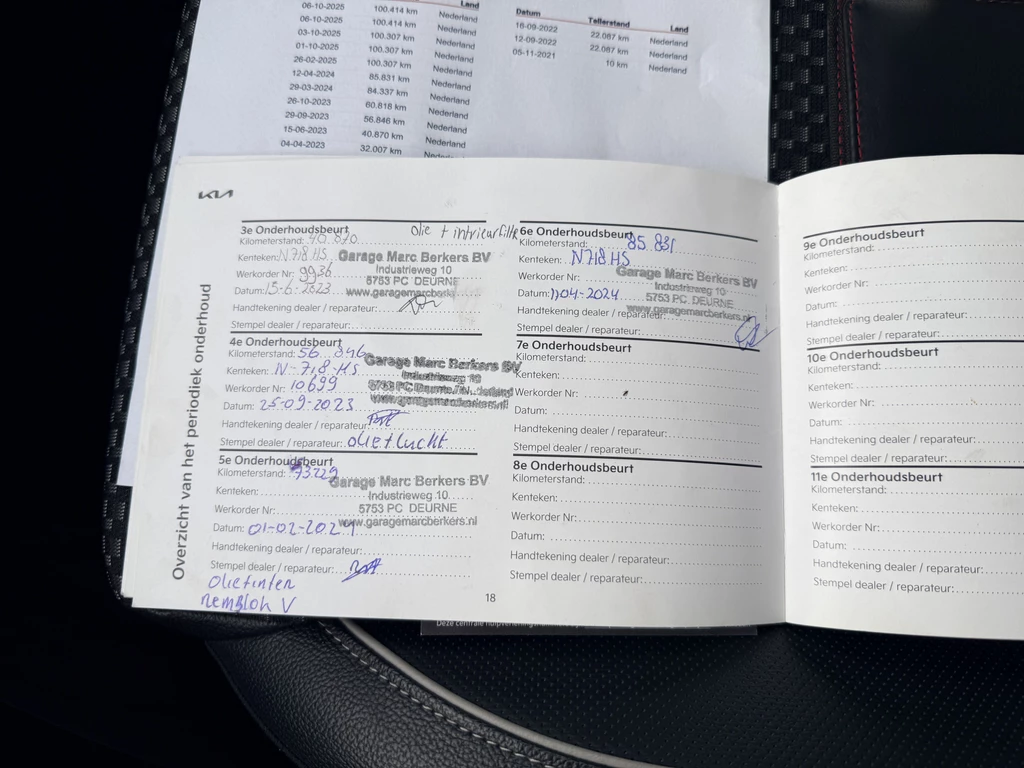 Land
06-10-2025 100.414 km Nederland
06-10-2025 100.414 km Nederland
03-10-2025 100.307 km Nederland
01-10-2025 100.307 km Nederland
26-02-2025 100.307 km Nederland
12-04-2024 85.831 km Nederland
29-03-2024 84.337 km Nederland
26-10-2023 60.818 km Nederland
29-09-2023 56.846 km Nederland
15-06-2023 40.870 km Nederland
04-04-2023 32.007 km
Datum Tellerstand Land
16-09-2022 22.087 km Nederland
12-09-2022 22.087 km Nederland
05-11-2021 10 km Nederland
KIA
Overzicht van het periodiek onderhoud
3e Onderhoudsbeurt olie + intrieurfilter
Kilometerstand: 40.870
Kenteken: N718HS
Werkorder Nr: 9936
Datum: 15-6-2023
Handtekening dealer / reparateur:
Stempel dealer / reparateur:
Garage Marc Berkers BV
Industrieweg 10
5753 PC DEURNE
www.garagemarcberkers
4e Onderhoudsbeurt
Kilometerstand: 56.846
Kenteken: N-718-HS
Werkorder Nr: 10699
Datum: 25-09-2023
Handtekening dealer / reparateur:
Stempel dealer / reparateur: olie+lucht
Garage Marc Berkers BV
Industrieweg 10
5753 PC Deurne
www.garagemarcberkers.nl
5e Onderhoudsbeurt
Kilometerstand: 73229
Kenteken:
Werkorder Nr:
Datum: 01-02-2024
Handtekening dealer / reparateur:
Stempel dealer / reparateur:
Garage Marc Berkers BV
Industrieweg 10
5753 PC DEURNE
www.garagemarcberkers.nl
Remblok V
6e Onderhoudsbeurt
Kilometerstand: 85.831
Kenteken: N718HS
Werkorder Nr:
Datum: 04-2024
Handtekening dealer / reparateur:
Stempel dealer / reparateur:
Garage Marc Berkers BV
Industrieweg 10
5753 PC DEURNE
www.garagemarcberkers.nl
7e Onderhoudsbeurt
Kilometerstand:
Kenteken:
Werkorder Nr:
Datum:
Handtekening dealer / reparateur:
Stempel dealer / reparateur:
8e Onderhoudsbeurt
Kilometerstand:
Kenteken:
Werkorder Nr:
Datum:
Handtekening dealer / reparateur:
Stempel dealer / reparateur:
18
9e Onderhoudsbeurt
Kilometerstand:
Kenteken:
Werkorder Nr:
Datum:
Handtekening dealer / reparateur:
Stempel dealer / reparateur:
10e Onderhoudsbeurt
Kilometerstand:
Kenteken:
Werkorder Nr:
Datum:
Handtekening dealer / reparateur:
Stempel dealer / reparateur:
11e Onderhoudsbeurt
Kilometerstand:
Kenteken:
Werkorder Nr:
Datum:
Handtekening dealer / reparateur:
Stempel dealer / reparateur:
Deze centrale